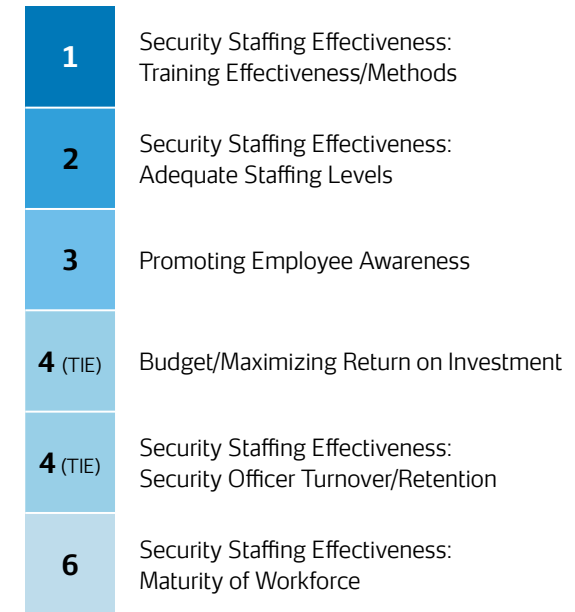 1
Security Staffing Effectiveness:
Training Effectiveness/Methods
2
Security Staffing Effectiveness:
Adequate Staffing Levels
3
Promoting Employee Awareness
4 (TIE)
Budget/Maximizing Return on Investment
4 (TIE)
Security Staffing Effectiveness:
Security Officer Turnover/Retention
6
Security Staffing Effectiveness:
Maturity of Workforce